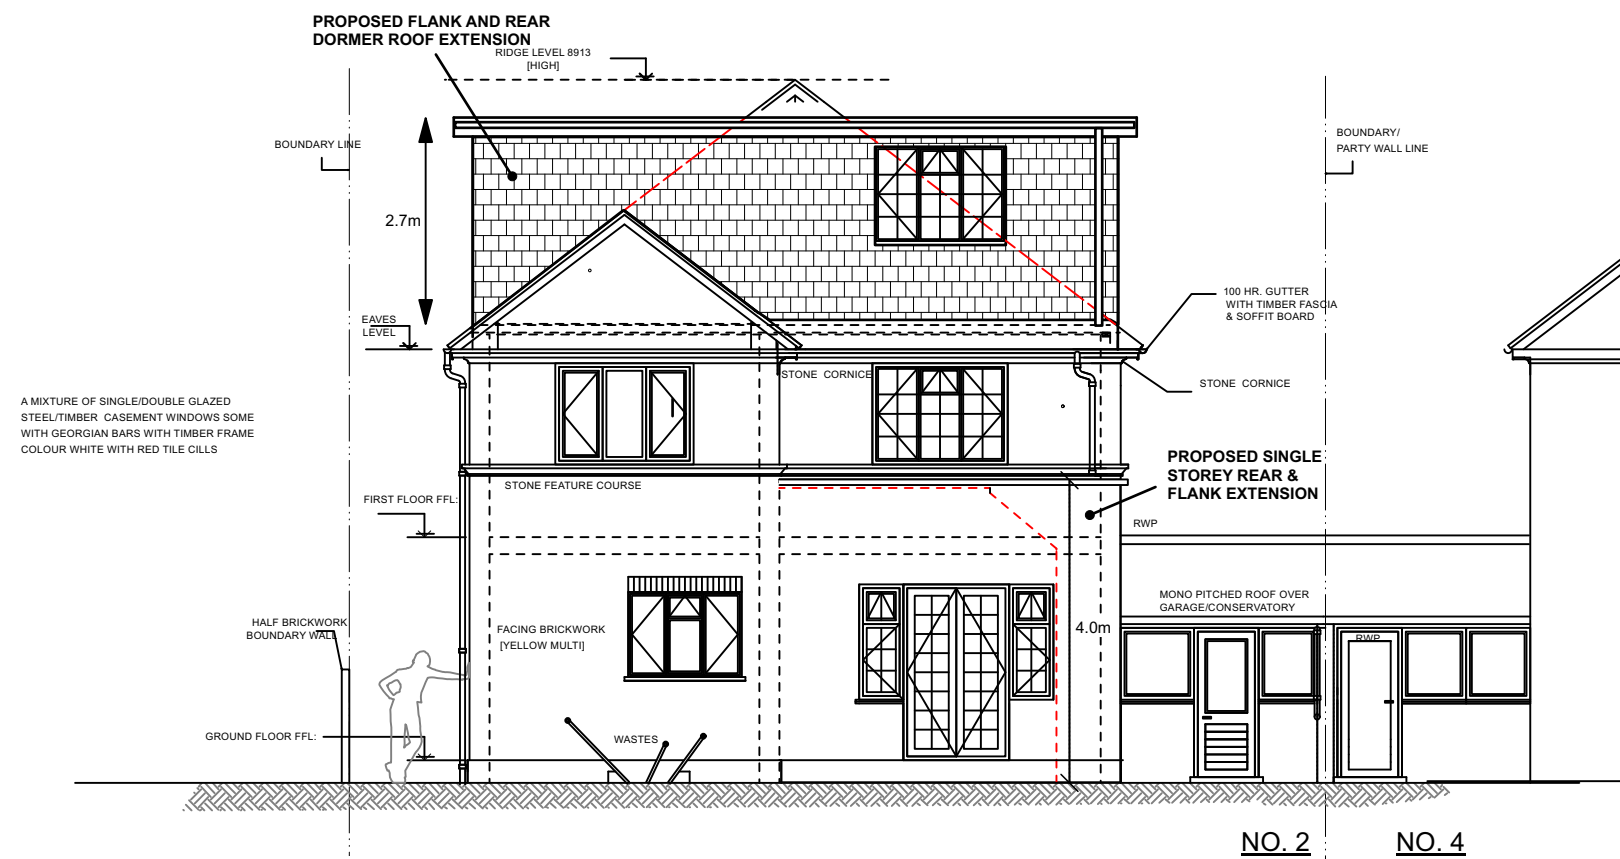 PROPOSED FLANK AND REAR
DORMER ROOF EXTENSION
RIDGE LEVEL 8913
[HIGH]
BOUNDARY LINE
BOUNDARY/
PARTY WALL LINE
2.7m
100 HR. GUTTER
WITH TIMBER FASCIA
& SOFFIT BOARD
EAVES
LEVEL
STONE CORNICE
STONE CORNICE
A MIXTURE OF SINGLE/DOUBLE GLAZED
STEEL/TIMBER CASEMENT WINDOWS SOME
WITH GEORGIAN BARS WITH TIMBER FRAME
COLOUR WHITE WITH RED TILE CILLS
PROPOSED SINGLE
STOREY REAR &
FLANK EXTENSION
STONE FEATURE COURSE
FIRST FLOOR FFL:
RWP
MONO PITCHED ROOF OVER
GARAGE/CONSERVATORY
HALF BRICKWORK
BOUNDARY WALL
FACING BRICKWORK
[YELLOW MULTI]
4.0m
RWP
GROUND FLOOR FFL:
WASTES
NO. 2
NO. 4